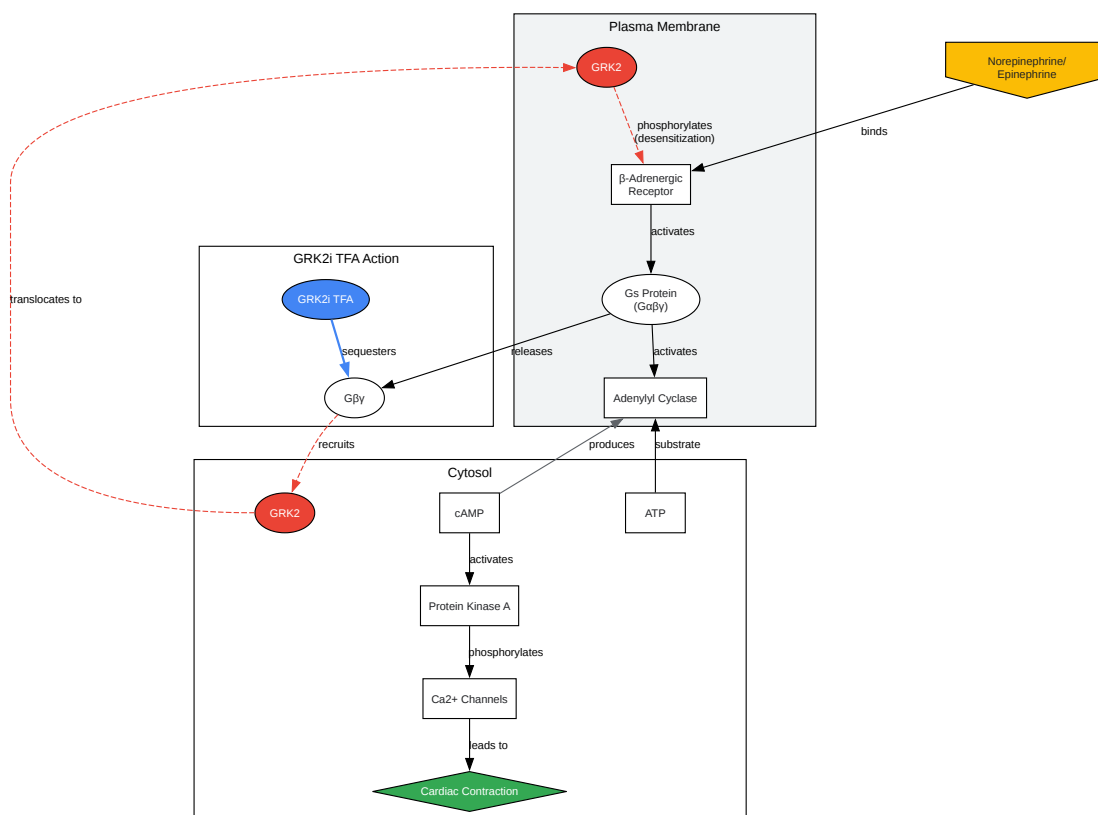 Plasma Membrane
GRK2
Norepinephrine/
Epinephrine
phosphorylates
(desensitization)
binds
β-Adrenergic
Receptor
activates
GRK2i TFA Action
GRK2i TFA
Gs Protein
(Gαβγ)
translocates to
sequesters
releases
activates
Gβγ
Adenylyl Cyclase
recruits
produces
substrate
Cytosol
GRK2
cAMP
ATP
activates
Protein Kinase A
phosphorylates
Ca2+ Channels
leads to
Cardiac Contraction